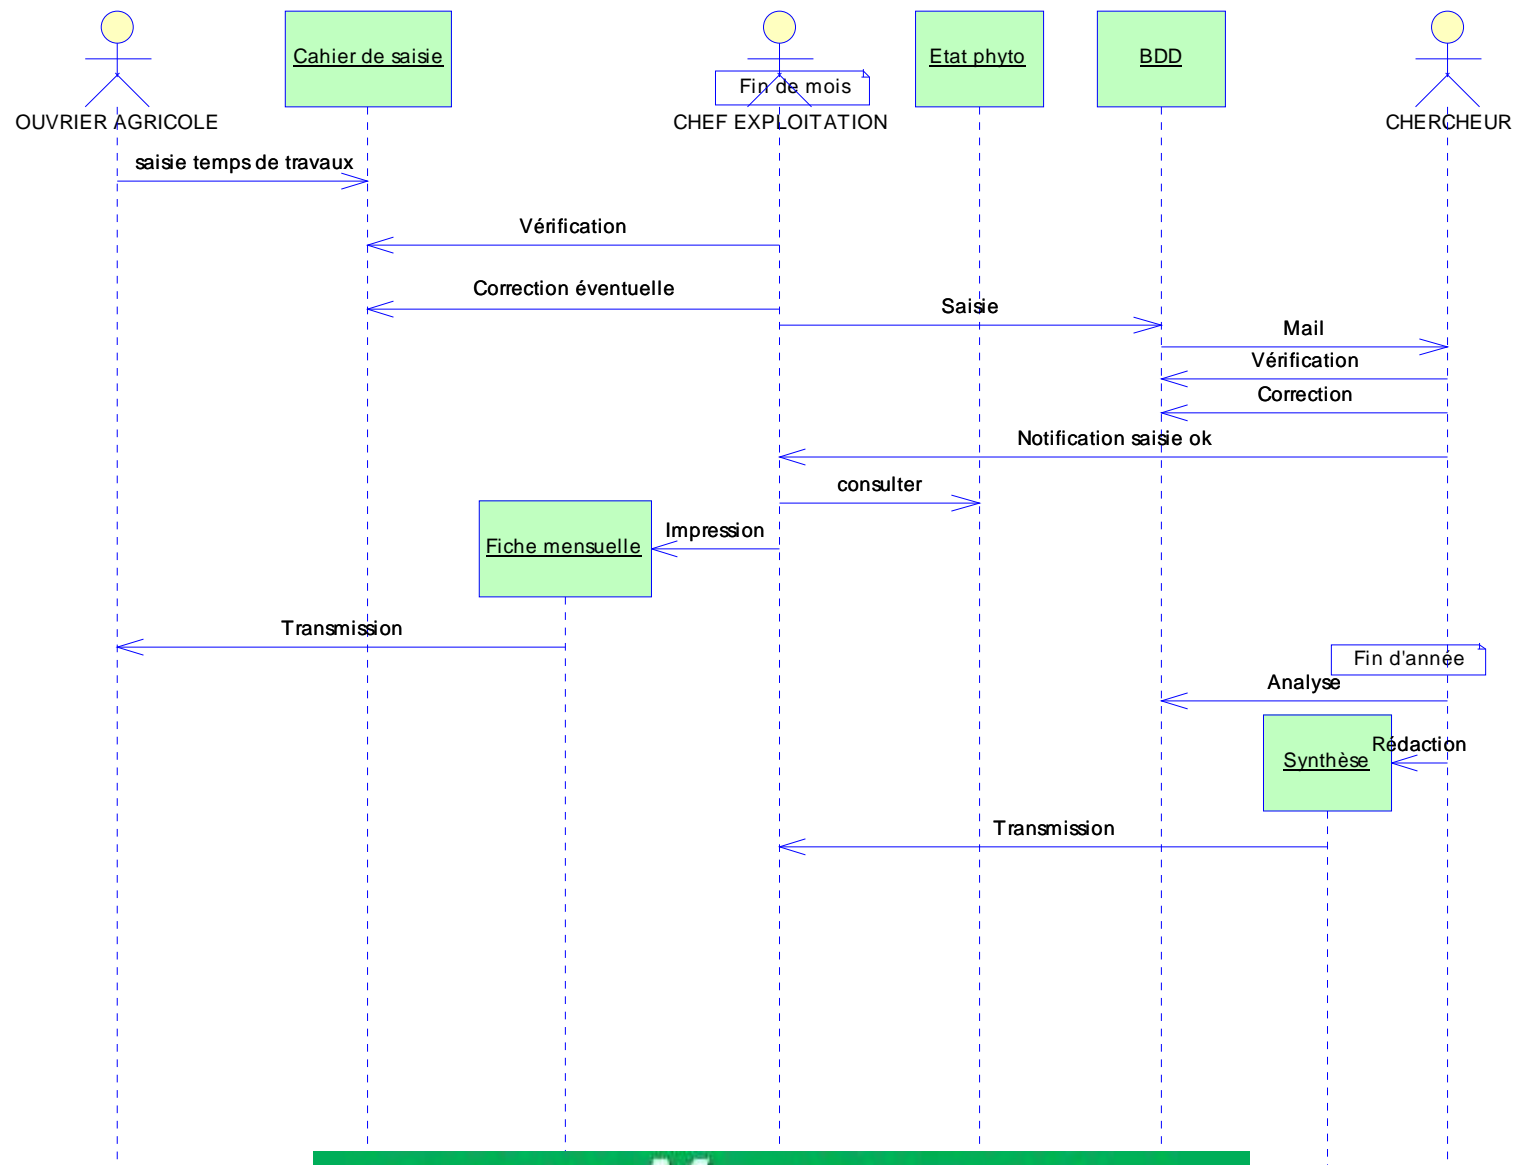 Cahier de saisie
Etat phyto
BDD
Fin de mois
OUVRIER AGRICOLE
CHEF EXPLOITATION
CHERCHEUR
saisie temps de travaux
Vérification
Correction éventuelle
Saisie
Mail
Vérification
Correction
Notification saisie ok
consulter
Impression
Fiche mensuelle
Transmission
Fin d'année
Analyse
Rédaction
Synthèse
Transmission